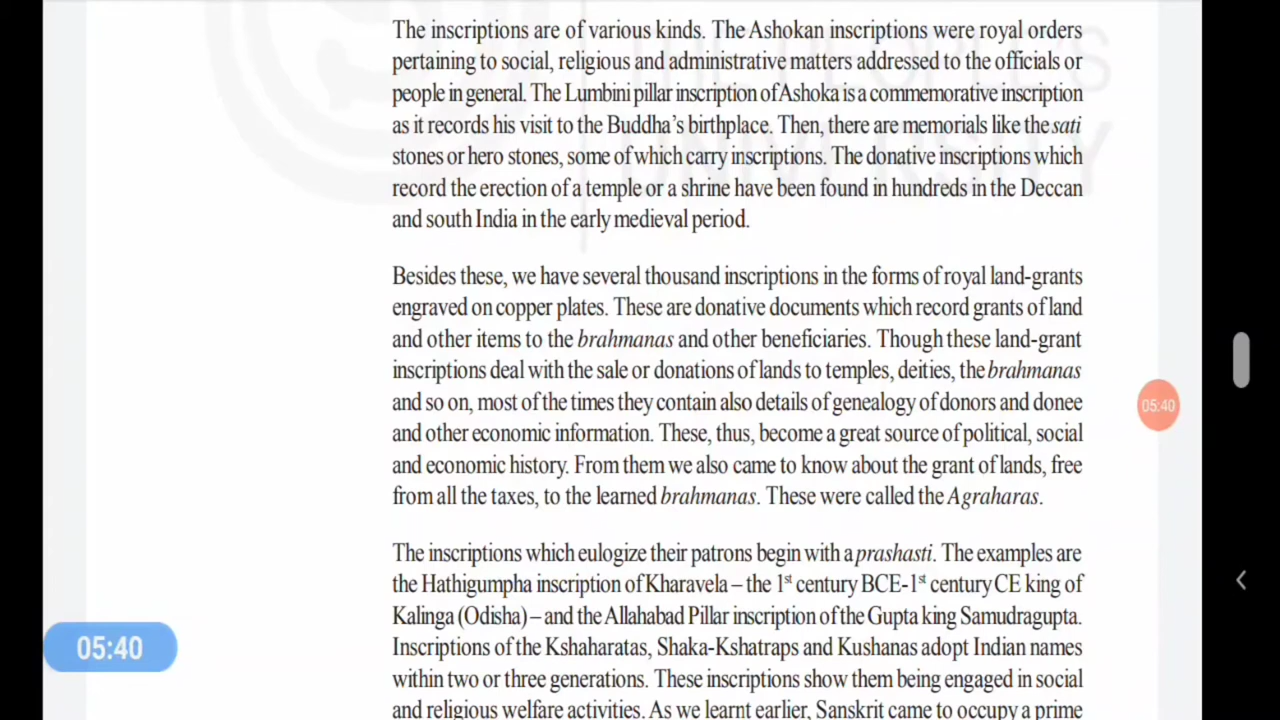 The inscriptions are of various kinds. The Ashokan inscriptions were royal orders
pertaining to social, religious and administrative matters addressed to the officials or
people in general. The Lumbini pillar inscription of Ashoka is a commemorative inscription
as it records his visit to the Buddha's birthplace. Then, there are memorials like the sati
stones or hero stones, some of which carry inscriptions. The donative inscriptions which
record the erection of a temple or a shrine have been found in hundreds in the Deccan
and south India in the early medieval period.
Besides these, we have several thousand inscriptions in the forms of royal land-grants
engraved on copper plates. These are donative documents which record grants of land
and other items to the brahmanas and other beneficiaries. Though these land-grant
inscriptions deal with the sale or donations of lands to temples, deities, the brahmanas
and so on, most of the times they contain also details of genealogy of donors and donee
and other economic information. These, thus, become a great source of political, social
and economic history. From them we also came to know about the grant of lands, free
from all the taxes, to the learned brahmanas. These were called the Agraharas.
The inscriptions which eulogize their patrons begin with a prashasti. The examples are
the Hathigumpha inscription of Kharavela – the 1st century BCE-1st century CE king of
Kalinga (Odisha) – and the Allahabad Pillar inscription of the Gupta king Samudragupta.
Inscriptions of the Kshaharatas, Shaka-Kshatraps and Kushanas adopt Indian names
within two or three generations. These inscriptions show them being engaged in social
and religious welfare activities. As we learnt earlier, Sanskrit came to occupy a prime
UNIVERSITY
05:40
05:40